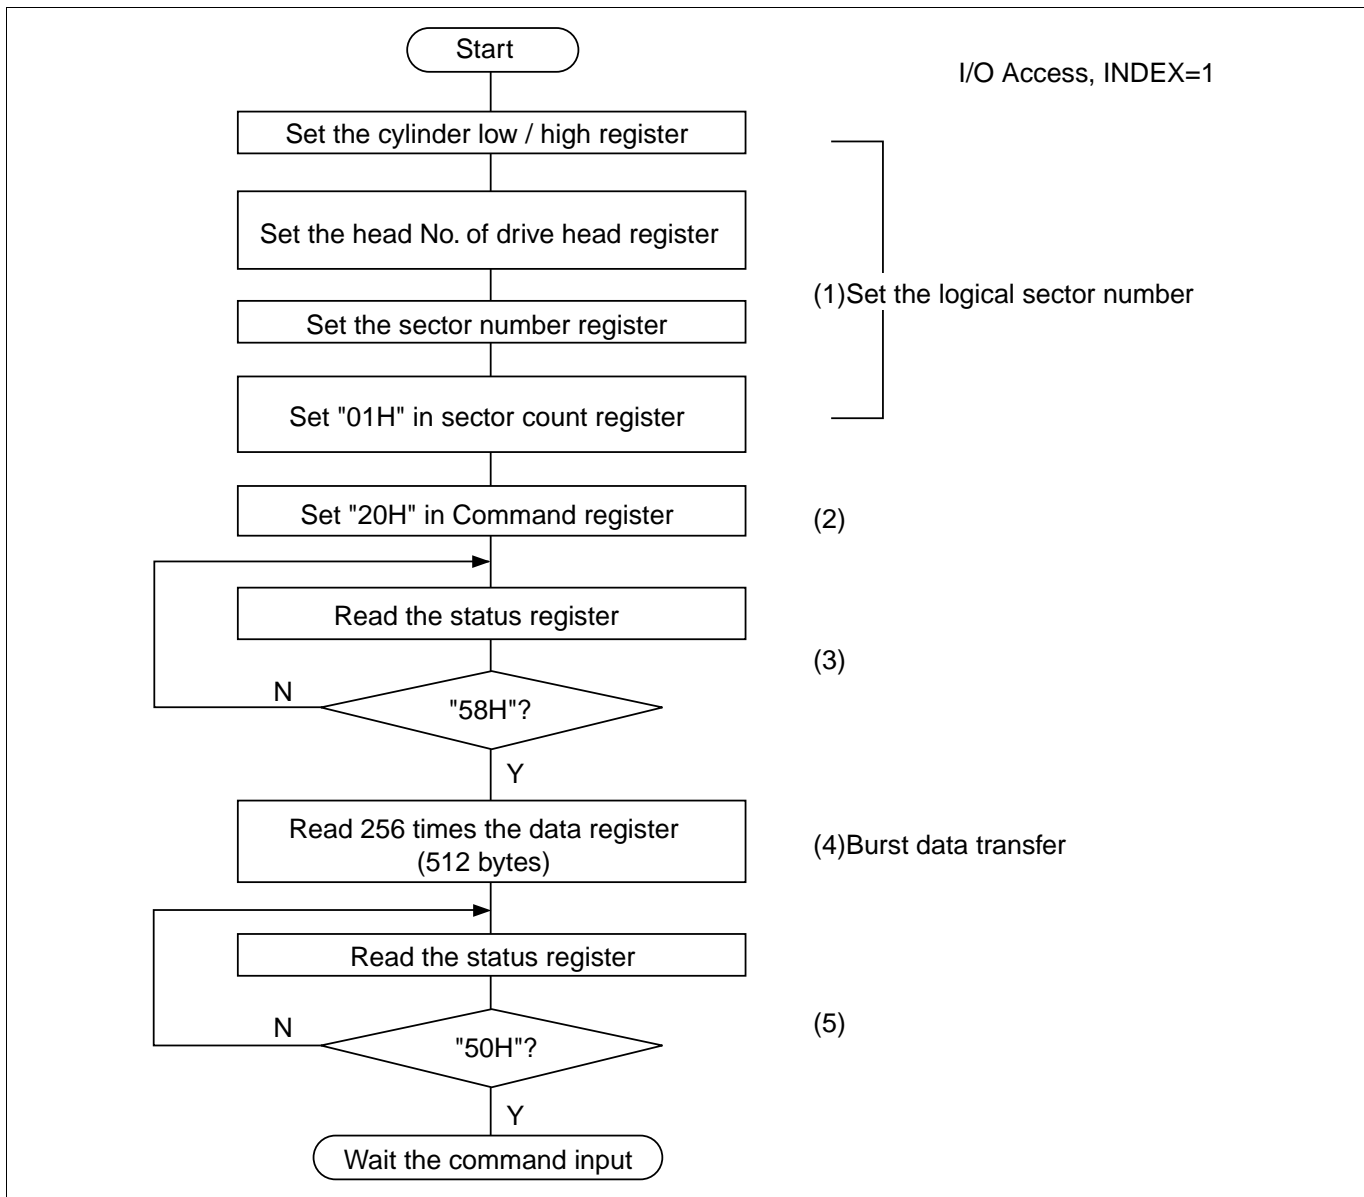 Start
I/O Access, INDEX=1
Set the cylinder low / high register
Set the head No. of drive head register
(1)Set the logical sector number
Set the sector number register
Set "01H" in sector count register
Set "20H" in Command register
(2)
Read the status register
(3)
N
"58H"?
Y
Read 256 times the data register
(512 bytes)
(4)Burst data transfer
Read the status register
(5)
N
"50H"?
Y
Wait the command input